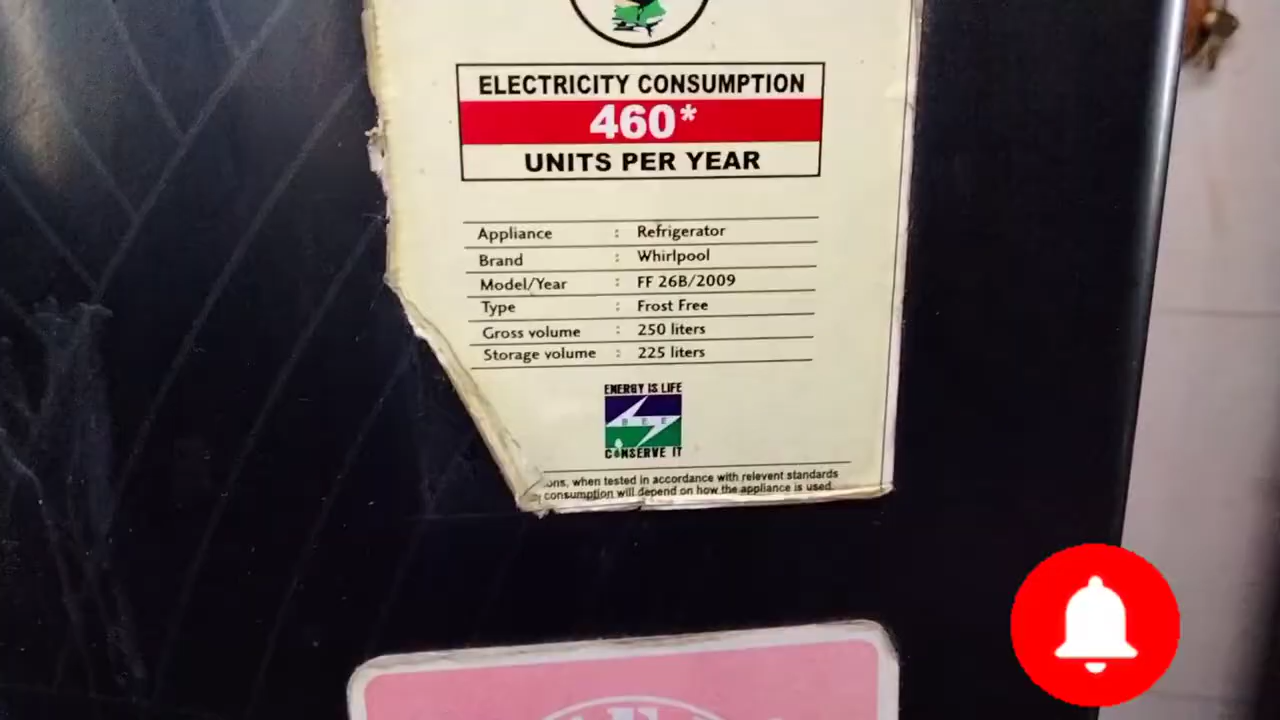 ELECTRICITY CONSUMPTION
460*
UNITS PER YEAR
Appliance : Refrigerator
Brand : Whirlpool
Model/Year : FF 26B/2009
Type : Frost Free
Gross volume : 250 liters
Storage volume : 225 liters
ENERGY IS LIFE
BEE
CONSERVE IT
ons, when tested in accordance with relevent standards
consumption will depend on how the appliance is used.